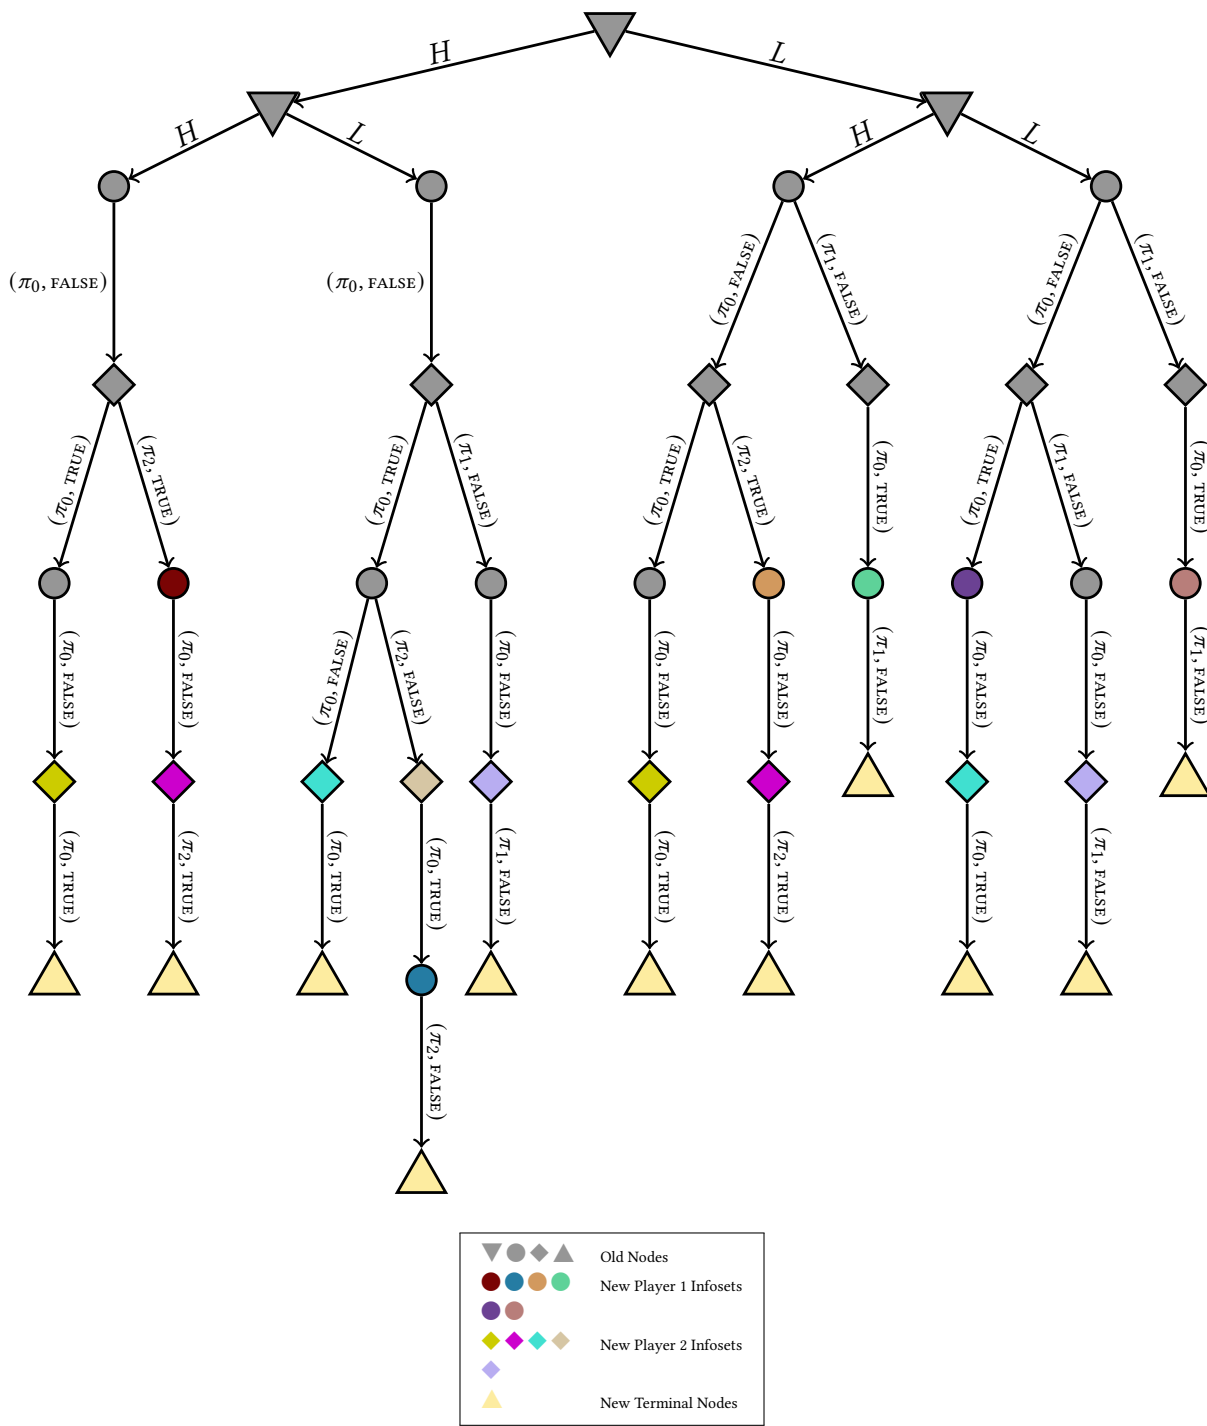 H
L
H
L
H
L
(π₀, FALSE)
(π₀, FALSE)
(π₀, FALSE)
(π₁, FALSE)
(π₀, FALSE)
(π₁, FALSE)
(π₀, TRUE)
(π₂, TRUE)
(π₀, TRUE)
(π₁, FALSE)
(π₀, TRUE)
(π₂, TRUE)
(π₀, TRUE)
(π₀, TRUE)
(π₁, FALSE)
(π₀, TRUE)
(π₀, FALSE)
(π₀, FALSE)
(π₀, FALSE)
(π₂, FALSE)
(π₀, FALSE)
(π₀, FALSE)
(π₀, FALSE)
(π₁, FALSE)
(π₀, FALSE)
(π₀, FALSE)
(π₁, FALSE)
(π₀, TRUE)
(π₂, TRUE)
(π₀, TRUE)
(π₀, TRUE)
(π₁, FALSE)
(π₀, TRUE)
(π₂, TRUE)
(π₀, TRUE)
(π₁, FALSE)
(π₂, FALSE)
Old Nodes
New Player 1 Infosets
New Player 2 Infosets
New Terminal Nodes